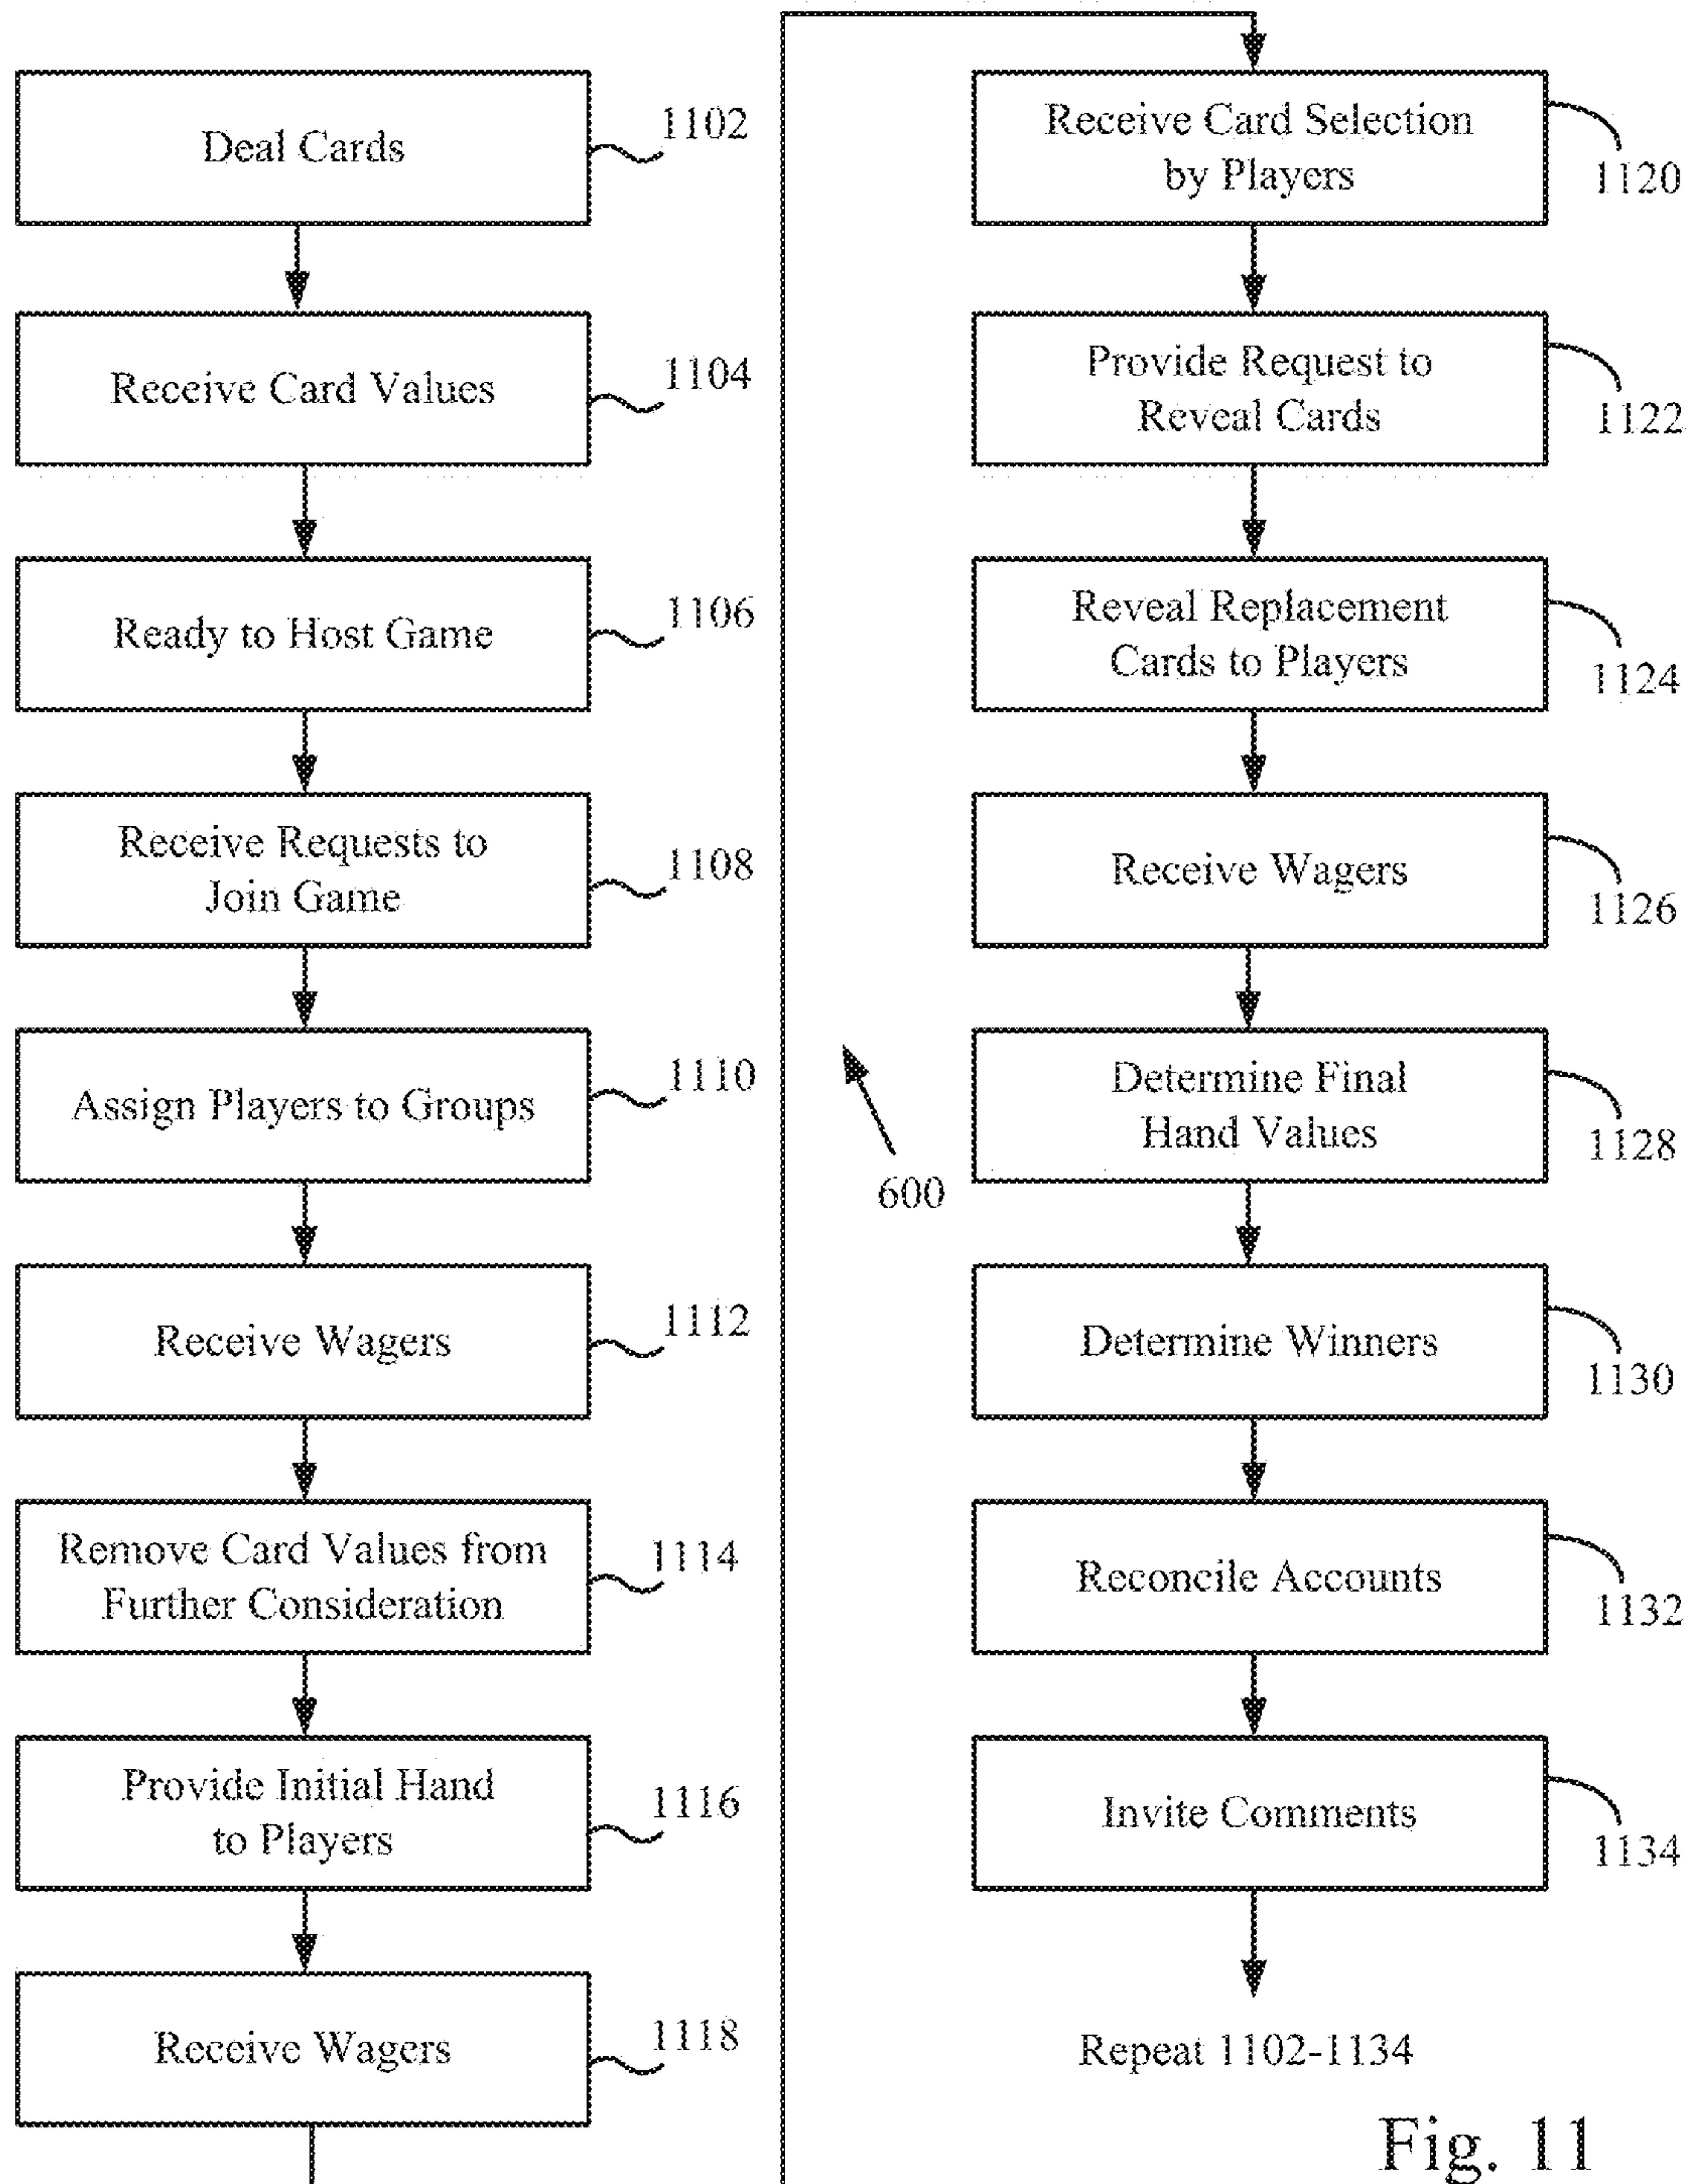 Deal Cards
1102
Receive Card Values
1104
Ready to Host Game
1106
Receive Requests to
Join Game
1108
Assign Players to Groups
1110
Receive Wagers
1112
Remove Card Values from
Further Consideration
1114
Provide Initial Hand
to Players
1116
Receive Wagers
1118
600
Receive Card Selection
by Players
1120
Provide Request to
Reveal Cards
1122
Reveal Replacement
Cards to Players
1124
Receive Wagers
1126
Determine Final
Hand Values
1128
Determine Winners
1130
Reconcile Accounts
1132
Invite Comments
1134
Repeat 1102-1134
Fig. 11